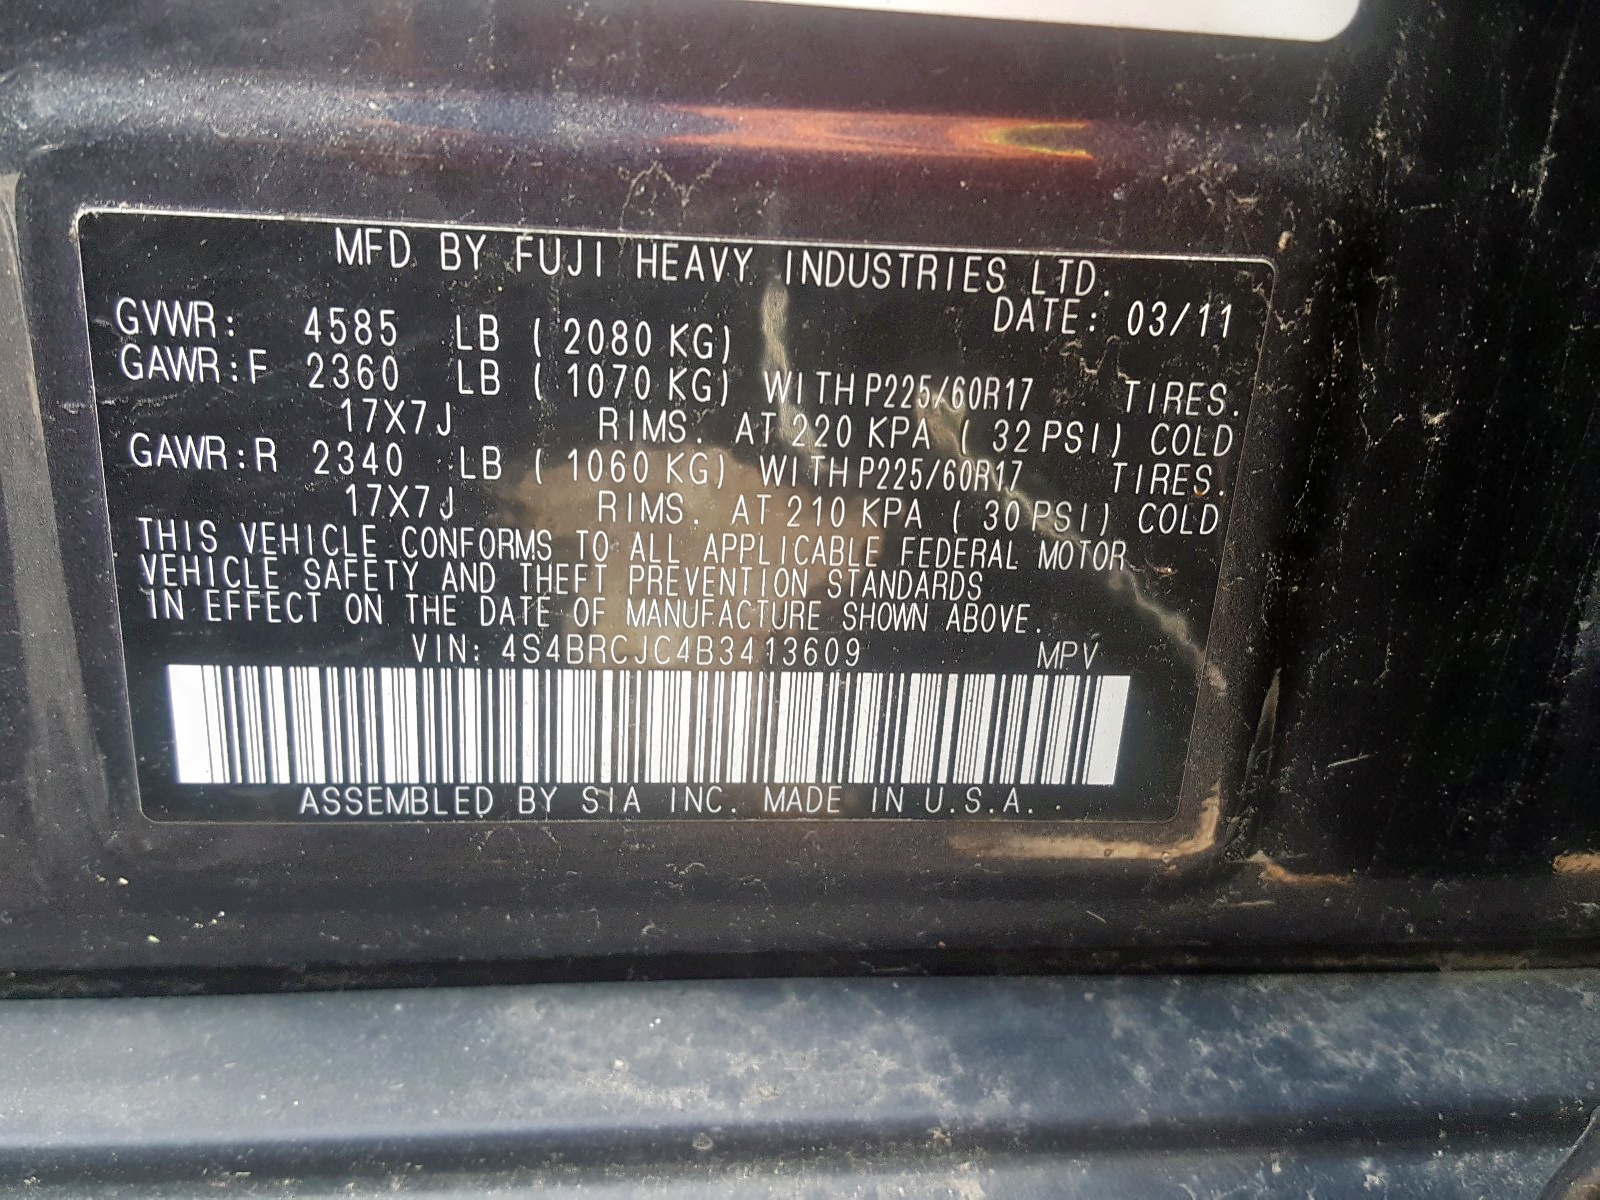 MFD BY FUJI HEAVY INDUSTRIES LTD.
DATE: 03/11
GVWR: 4585 LB ( 2080 KG)
GAWR:F 2360 LB ( 1070 KG) WITH P225/60R17 TIRES.
17X7J RIMS. AT 220 KPA ( 32 PSI) COLD
GAWR:R 2340 LB ( 1060 KG) WITH P225/60R17 TIRES.
17X7J RIMS. AT 210 KPA ( 30 PSI) COLD
THIS VEHICLE CONFORMS TO ALL APPLICABLE FEDERAL MOTOR
VEHICLE SAFETY AND THEFT PREVENTION STANDARDS
IN EFFECT ON THE DATE OF MANUFACTURE SHOWN ABOVE.
VIN: 4S4BRCJC4B3413609 MPV
ASSEMBLED BY SIA INC. MADE IN U.S.A.